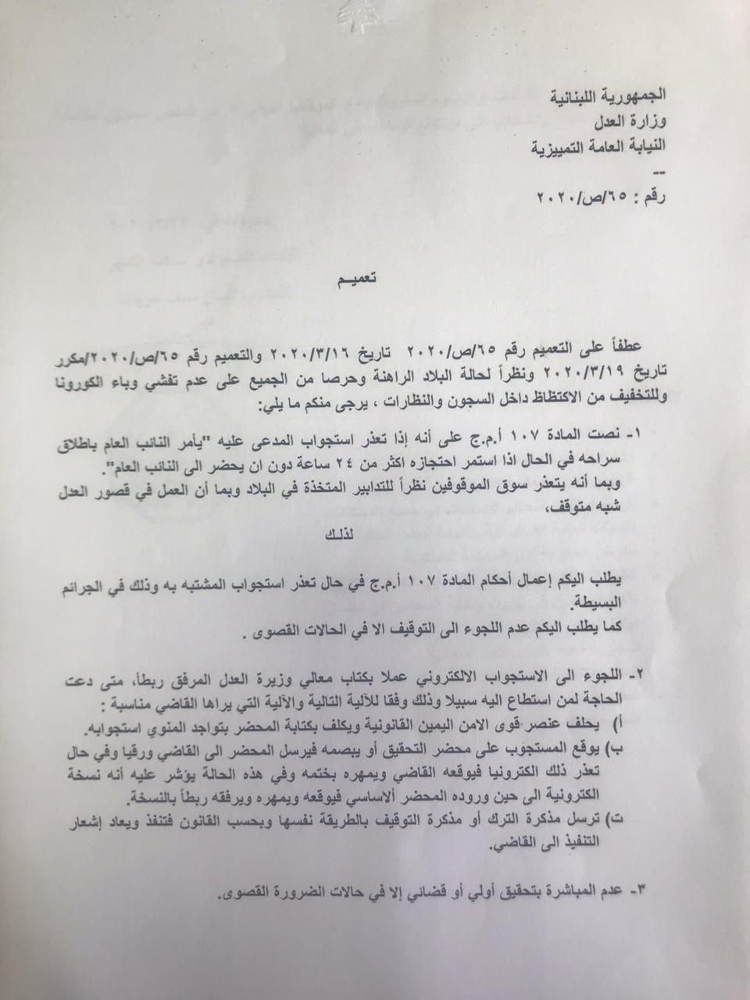 الجمهورية اللبنانية
وزارة العدل
النيابة العامة التمييزية
--
رقم : ٦٥/ص/٢٠٢٠
تعميـم
عطفاً على التعميم رقم ٦٥/ص/٢٠٢٠ تاريخ ٢٠٢٠/٣/١٦ والتعميم رقم ٦٥/ص/٢٠٢٠/مكرر
تاريخ ٢٠٢٠/٣/١٩ ونظراً لحالة البلاد الراهنة وحرصا من الجميع على عدم تفشي وباء الكورونا
وللتخفيف من الاكتظاظ داخل السجون والنظارات ، يرجى منكم ما يلي:
١- نصت المادة ١٠٧ أ.م.ج على أنه إذا تعذر استجواب المدعى عليه "يأمر النائب العام باطلاق
سراحه في الحال اذا استمر احتجازه اكثر من ٢٤ ساعة دون ان يحضر الى النائب العام".
وبما أنه يتعذر سوق الموقوفين نظراً للتدابير المتخذة في البلاد وبما أن العمل في قصور العدل
شبه متوقف،
لذلك
يطلب اليكم إعمال أحكام المادة ١٠٧ أ.م.ج في حال تعذر استجواب المشتبه به وذلك في الجرائم
البسيطة.
كما يطلب اليكم عدم اللجوء الى التوقيف الا في الحالات القصوى .
٢- اللجوء الى الاستجواب الالكتروني عملا بكتاب معالي وزيرة العدل المرفق ربطاً، متى دعت
الحاجة لمن استطاع اليه سبيلا وذلك وفقا للآلية التالية والآلية التي يراها القاضي مناسبة :
أ) يحلف عنصر قوى الامن اليمين القانونية ويكلف بكتابة المحضر بتواجد المنوي استجوابه.
ب) يوقع المستجوب على محضر التحقيق أو يبصمه فيرسل المحضر الى القاضي ورقيا وفي حال
تعذر ذلك الكترونيا فيوقعه القاضي ويمهره بختمه وفي هذه الحالة يؤشر عليه أنه نسخة
الكترونية الى حين وروده المحضر ألاساسي فيوقعه ويمهره ويرفقه ربطاً بالنسخة.
ت) ترسل مذكرة الترك أو مذكرة التوقيف بالطريقة نفسها وبحسب القانون فتنفذ ويعاد إشعار
التنفيذ الى القاضي.
٣- عدم المباشرة بتحقيق أولي أو قضائي إلا في حالات الضرورة القصوى.